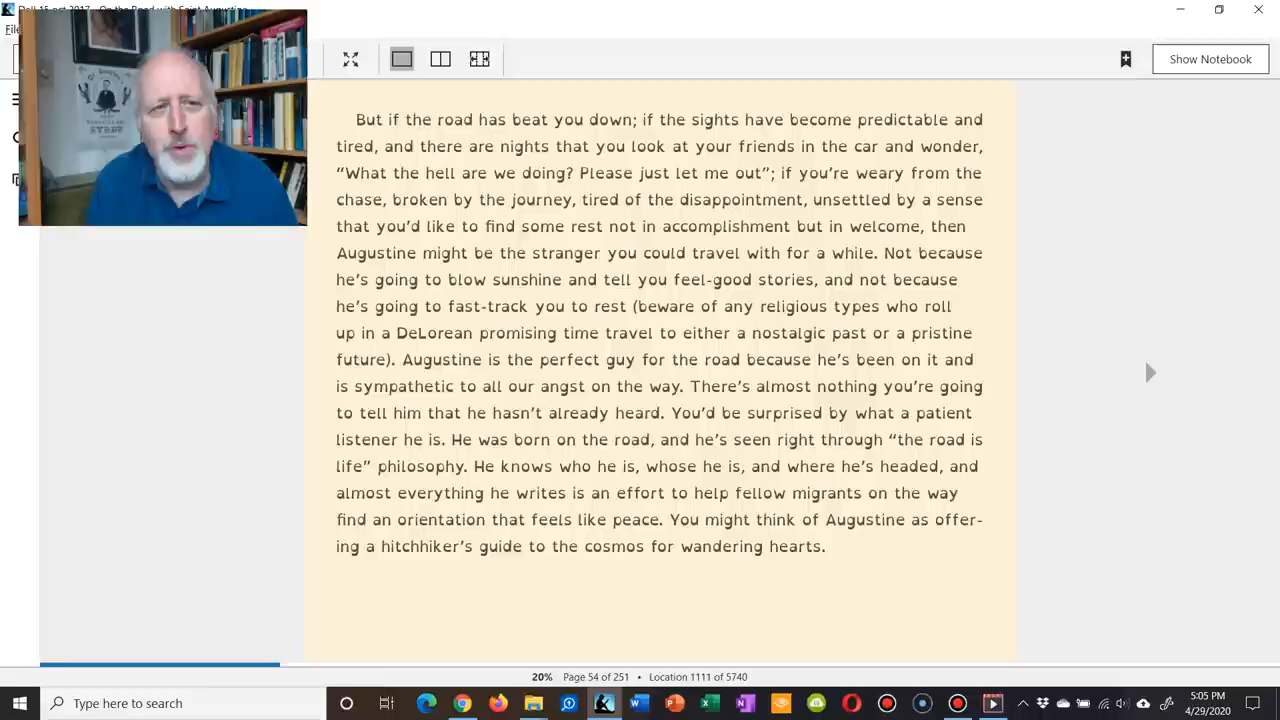 Dell 15 oct 2017 - On the Road with Saint Augustine
File
Show Notebook
But if the road has beat you down; if the sights have become predictable and
tired, and there are nights that you look at your friends in the car and wonder,
“What the hell are we doing? Please just let me out”; if you’re weary from the
chase, broken by the journey, tired of the disappointment, unsettled by a sense
that you’d like to find some rest not in accomplishment but in welcome, then
Augustine might be the stranger you could travel with for a while. Not because
he’s going to blow sunshine and tell you feel-good stories, and not because
he’s going to fast-track you to rest (beware of any religious types who roll
up in a DeLorean promising time travel to either a nostalgic past or a pristine
future). Augustine is the perfect guy for the road because he’s been on it and
is sympathetic to all our angst on the way. There’s almost nothing you’re going
to tell him that he hasn’t already heard. You’d be surprised by what a patient
listener he is. He was born on the road, and he’s seen right through “the road is
life” philosophy. He knows who he is, whose he is, and where he’s headed, and
almost everything he writes is an effort to help fellow migrants on the way
find an orientation that feels like peace. You might think of Augustine as offer-
ing a hitchhiker’s guide to the cosmos for wandering hearts.
20% Page 54 of 251 • Location 1111 of 5740
Type here to search
5:05 PM
4/29/2020